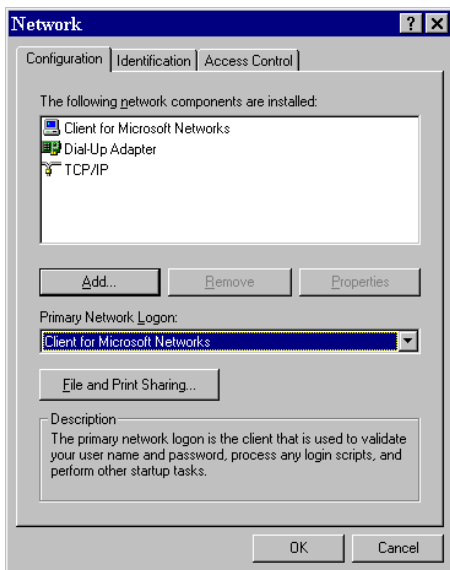 Network
Configuration Identification Access Control
The following network components are installed:
Client for Microsoft Networks
Dial-Up Adapter
TCP/IP
Add... Remove Properties
Primary Network Logon:
Client for Microsoft Networks
File and Print Sharing...
Description
The primary network logon is the client that is used to validate
your user name and password, process any login scripts, and
perform other startup tasks.
OK Cancel